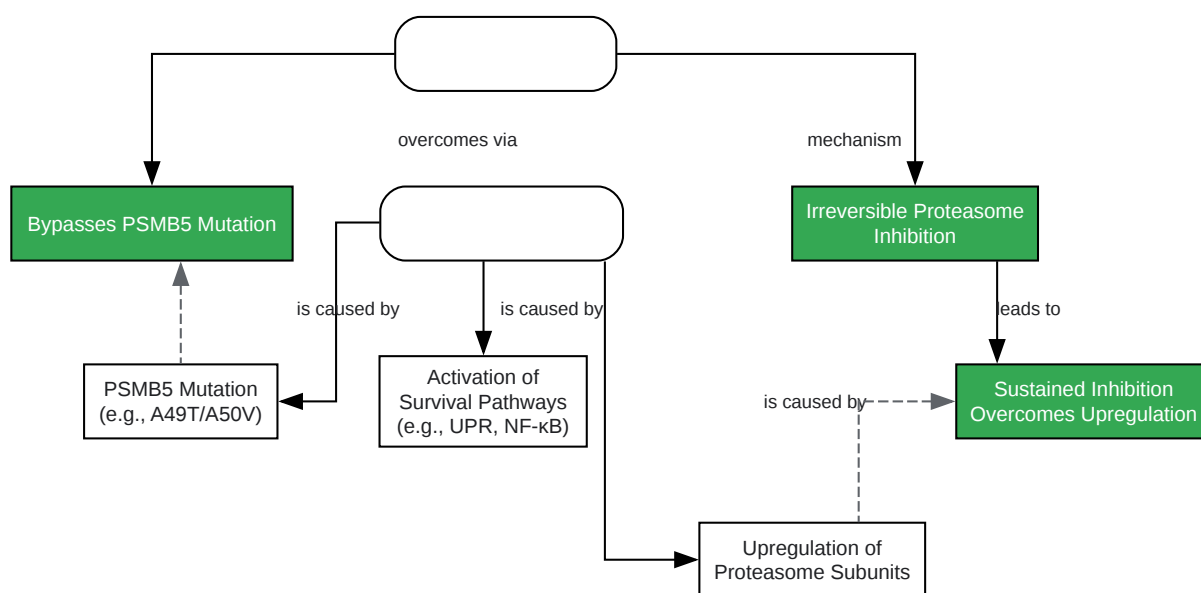 overcomes via
mechanism
Bypasses PSMB5 Mutation
Irreversible Proteasome
Inhibition
is caused by
is caused by
leads to
PSMB5 Mutation
(e.g., A49T/A50V)
Activation of
Survival Pathways
(e.g., UPR, NF-κB)
is caused by
Sustained Inhibition
Overcomes Upregulation
Upregulation of
Proteasome Subunits